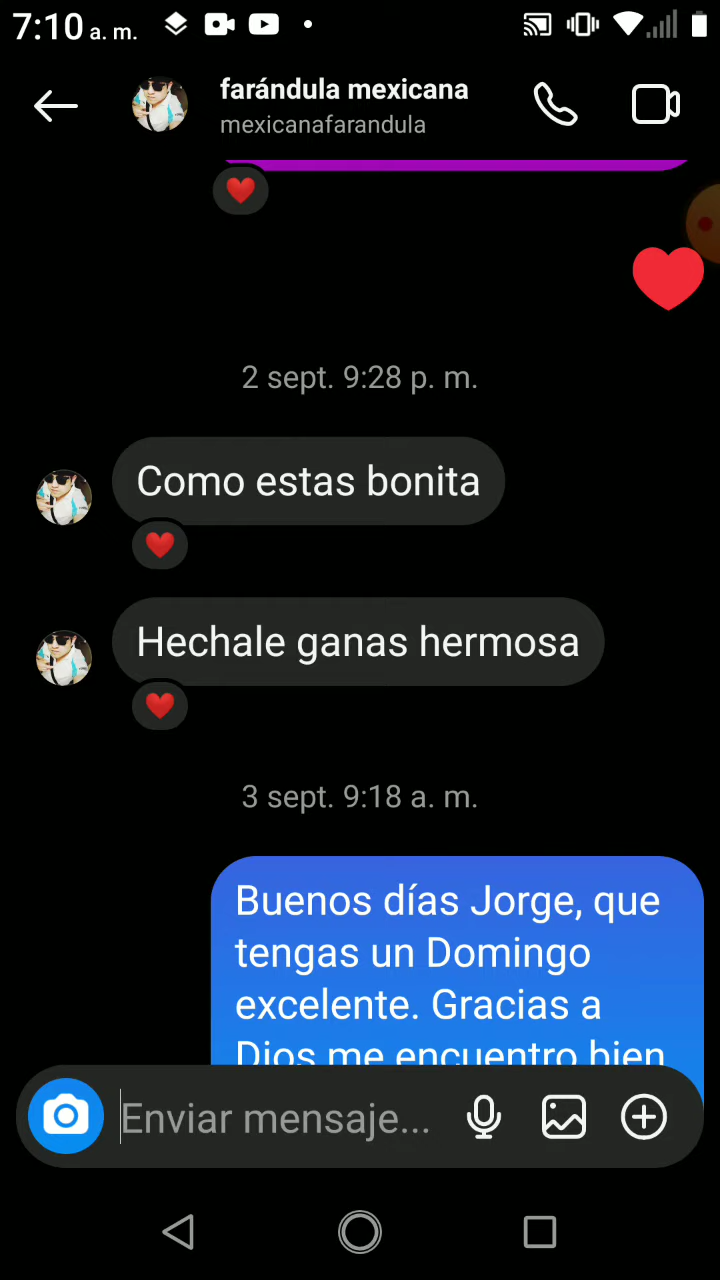 7:10 a. m.
farándula mexicana
mexicanafarandula
2 sept. 9:28 p. m.
Como estas bonita
Hechale ganas hermosa
3 sept. 9:18 a. m.
Buenos días Jorge, que
tengas un Domingo
excelente. Gracias a
Dios me encuentro bien
Enviar mensaje...